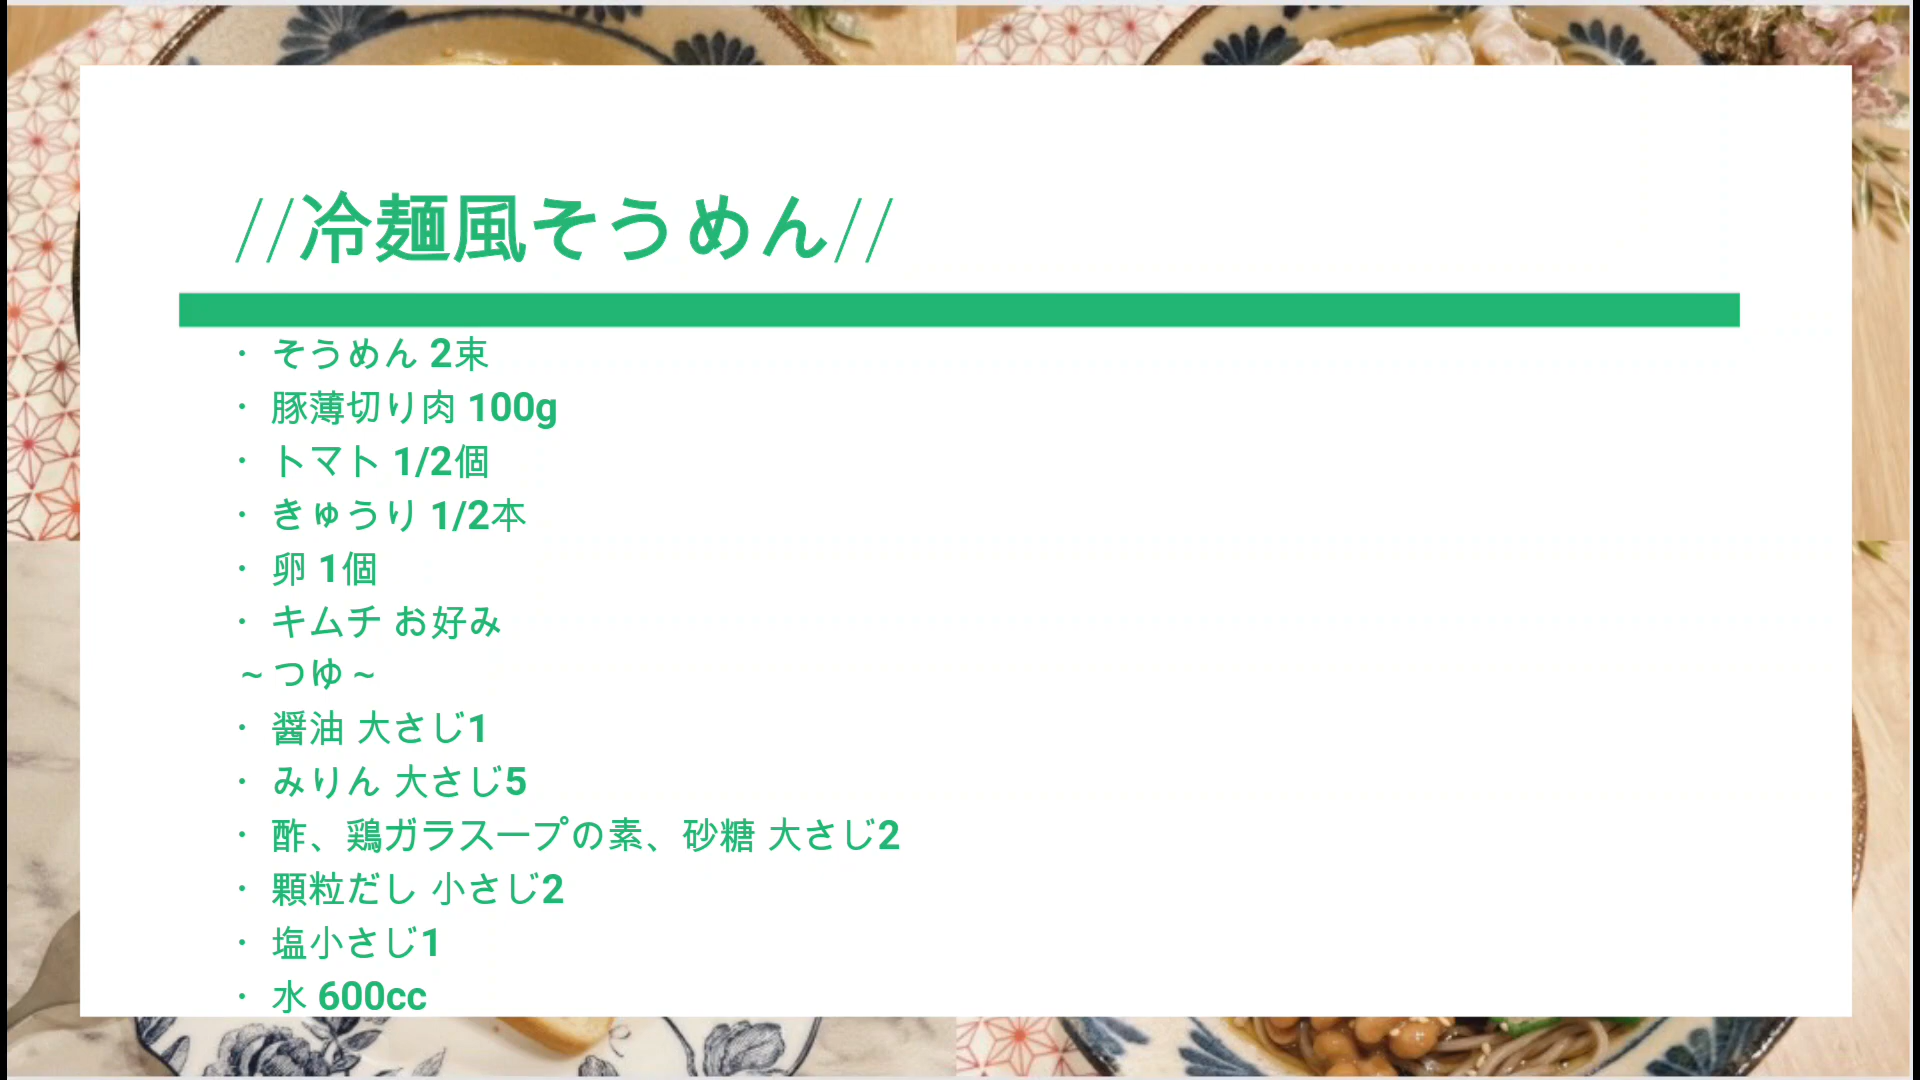 //冷麺風そうめん//
・ そうめん 2束
・ 豚薄切り肉 100g
・ トマト 1/2個
・ きゅうり 1/2本
・ 卵 1個
・ キムチ お好み
~つゆ~
・ 醤油 大さじ1
・ みりん 大さじ5
・ 酢、鶏ガラスープの素、砂糖 大さじ2
・ 顆粒だし 小さじ2
・ 塩小さじ1
・ 水 600cc